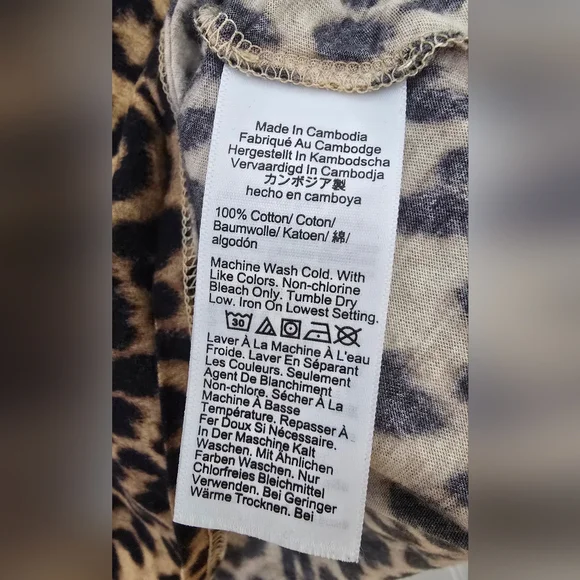 Made In Cambodia
Fabriqué Au Cambodge
Hergestellt In Kambodscha
Vervaardigd In Cambodja
カンボジア製
hecho en camboya
100% Cotton/ Coton/
Baumwolle/ Katoen/ 綿/
algodón
Machine Wash Cold. With
Like Colors. Non-chlorine
Bleach Only. Tumble Dry
Low. Iron On Lowest Setting.
30
Laver À La Machine À L'eau
Froide. Laver En Séparant
Les Couleurs. Seulement
Agent De Blanchiment
Non-chlore. Sécher À La
Machine À Basse
Température. Repasser À
Fer Doux Si Nécessaire.
In Der Maschine Kalt
Waschen. Mit Ähnlichen
Farben Waschen. Nur
Chlorfreies Bleichmittel
Verwenden. Bei Geringer
Wärme Trocknen. Bei